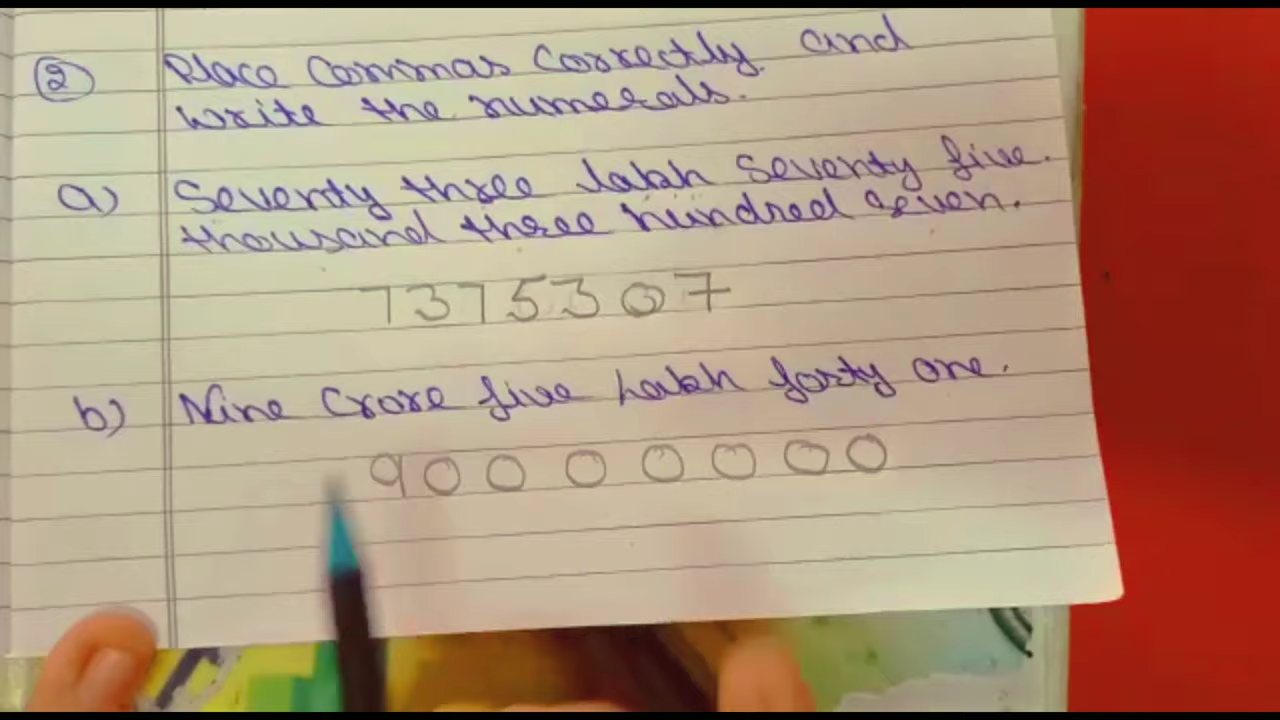 ② Place Commas Correctly and
write the numerals.
a) Seventy three lakh seventy five.
thousand three hundred seven.
7375307
b) Nine Crore five Lakh forty one.
90000000